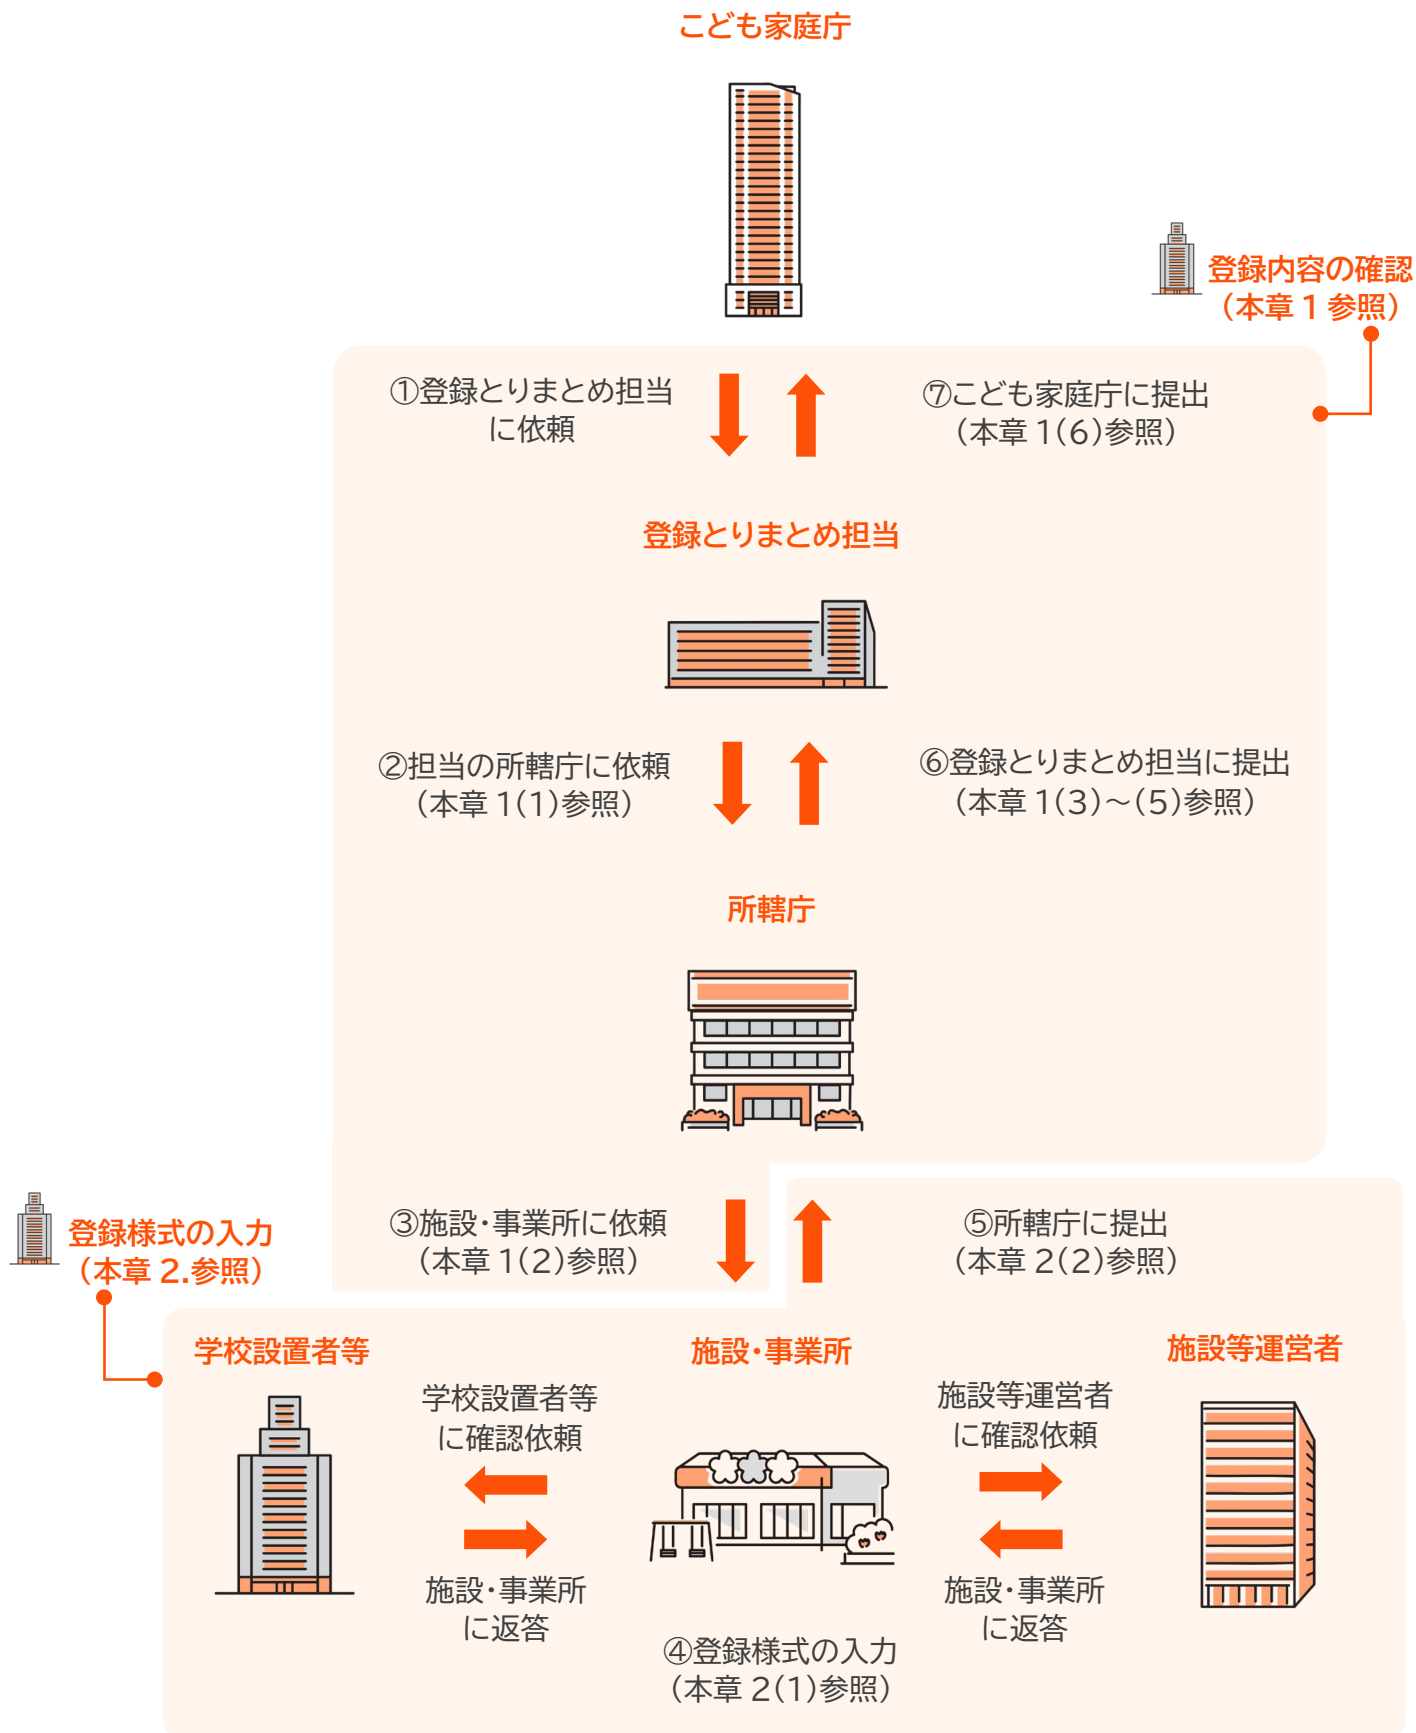 こども家庭庁
登録内容の確認
（本章 1 参照）
①登録とりまとめ担当
に依頼
⑦こども家庭庁に提出
（本章 1（6）参照）
登録とりまとめ担当
②担当の所轄庁に依頼
（本章 1（1）参照）
⑥登録とりまとめ担当に提出
（本章 1（3）～（5）参照）
所轄庁
登録様式の入力
（本章 2.参照）
③施設・事業所に依頼
（本章 1（2）参照）
⑤所轄庁に提出
（本章 2（2）参照）
学校設置者等
施設・事業所
施設等運営者
学校設置者等
に確認依頼
施設等運営者
に確認依頼
施設・事業所
に返答
施設・事業所
に返答
④登録様式の入力
（本章 2（1）参照）